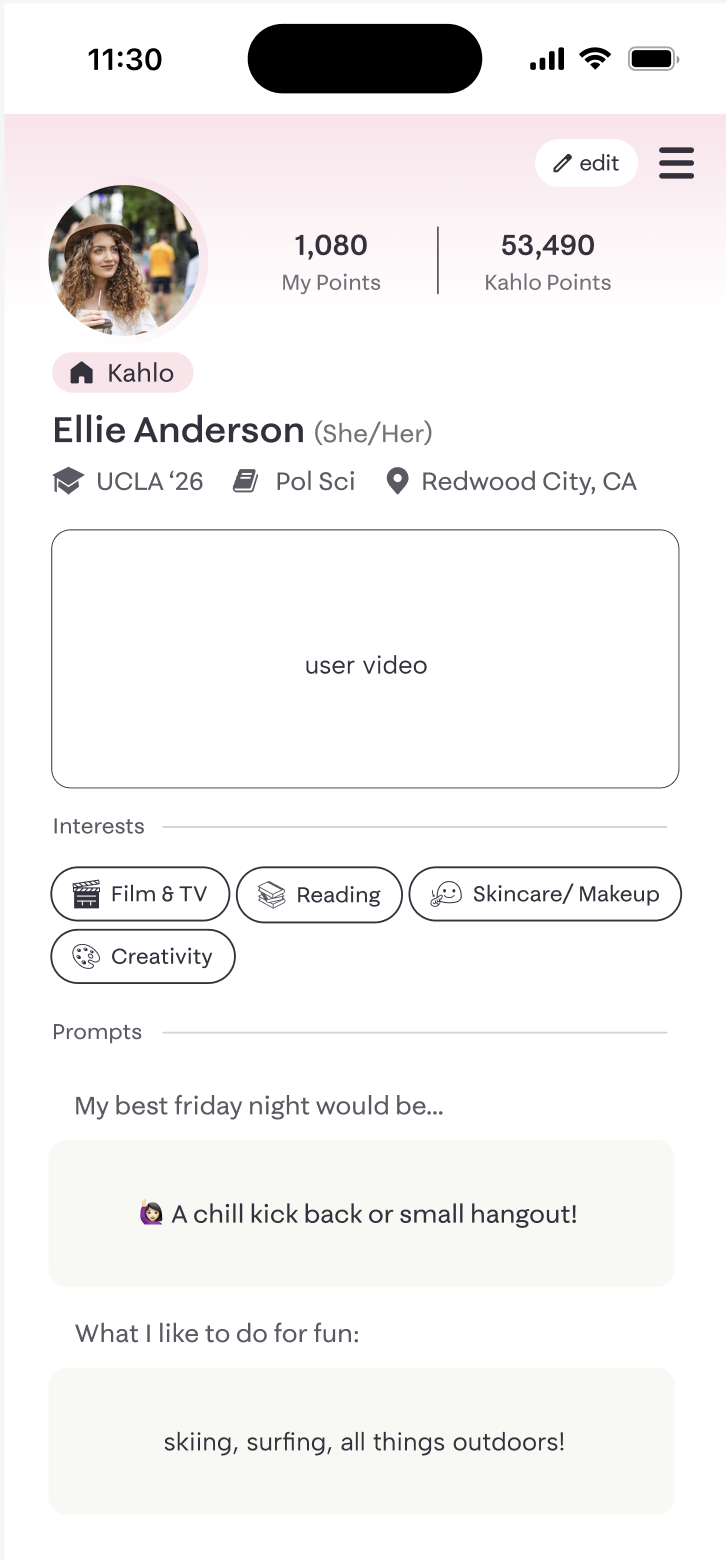 11:30
edit
1,080
My Points
53,490
Kahlo Points
Kahlo
Ellie Anderson (She/Her)
UCLA ‘26 Pol Sci Redwood City, CA
user video
Interests
Film & TV Reading Skincare/ Makeup
Creativity
Prompts
My best friday night would be...
🙋🏻‍♀️ A chill kick back or small hangout!
What I like to do for fun:
skiing, surfing, all things outdoors!